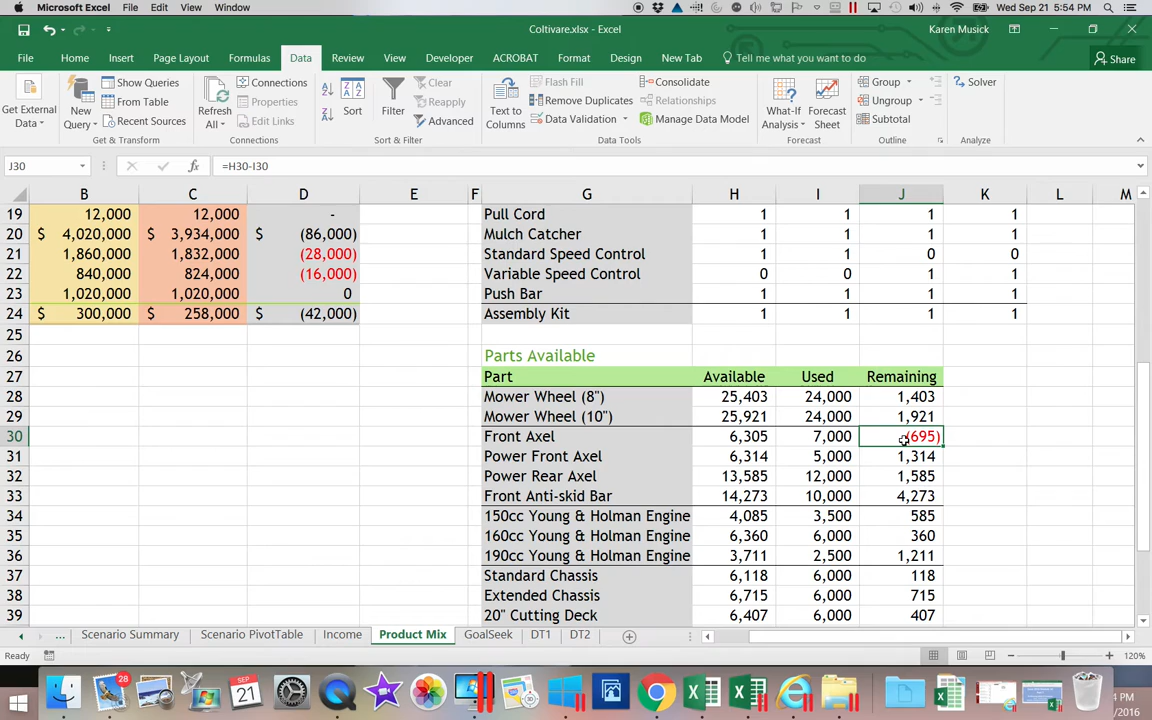 Microsoft Excel File Edit View Window Wed Sep 21 5:54 PM
Coltivare.xlsx - Excel Karen Musick
File Home Insert Page Layout Formulas Data Review View Developer ACROBAT Format Design New Tab Tell me what you want to do Share
Get External Data
New Query
Show Queries
From Table
Recent Sources
Get & Transform
Refresh All
Connections
Properties
Edit Links
Connections
Sort
Filter
Clear
Reapply
Advanced
Sort & Filter
Text to Columns
Flash Fill
Remove Duplicates
Data Validation
Consolidate
Relationships
Manage Data Model
Data Tools
What-If Analysis
Forecast Sheet
Forecast
Group
Ungroup
Subtotal
Outline
Solver
Analyze
J30 fx =H30-I30
B C D E F G H I J K L M
19 12,000 12,000 - Pull Cord 1 1 1 1
20 $ 4,020,000 $ 3,934,000 $ (86,000) Mulch Catcher 1 1 1 1
21 1,860,000 1,832,000 (28,000) Standard Speed Control 1 1 0 0
22 840,000 824,000 (16,000) Variable Speed Control 0 0 1 1
23 1,020,000 1,020,000 0 Push Bar 1 1 1 1
24 $ 300,000 $ 258,000 $ (42,000) Assembly Kit 1 1 1 1
25
26 Parts Available
27 Part Available Used Remaining
28 Mower Wheel (8") 25,403 24,000 1,403
29 Mower Wheel (10") 25,921 24,000 1,921
30 Front Axel 6,305 7,000 (695)
31 Power Front Axel 6,314 5,000 1,314
32 Power Rear Axel 13,585 12,000 1,585
33 Front Anti-skid Bar 14,273 10,000 4,273
34 150cc Young & Holman Engine 4,085 3,500 585
35 160cc Young & Holman Engine 6,360 6,000 360
36 190cc Young & Holman Engine 3,711 2,500 1,211
37 Standard Chassis 6,118 6,000 118
38 Extended Chassis 6,715 6,000 715
39 20" Cutting Deck 6,407 6,000 407
... Scenario Summary Scenario PivotTable Income Product Mix GoalSeek DT1 DT2
Ready 120%
28
SEP 21